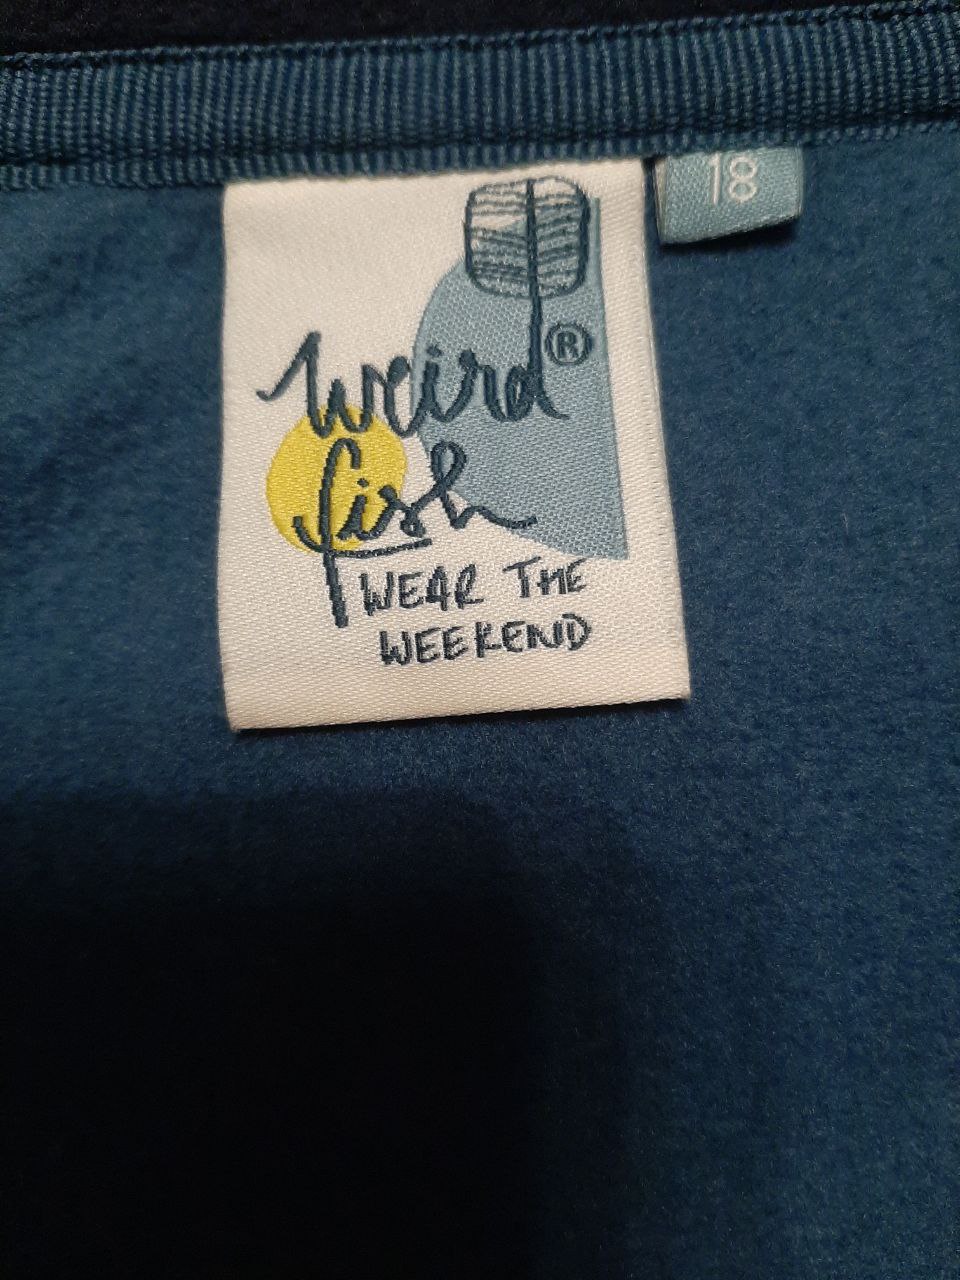 18
weird®
fish
WEAR THE
WEEKEND